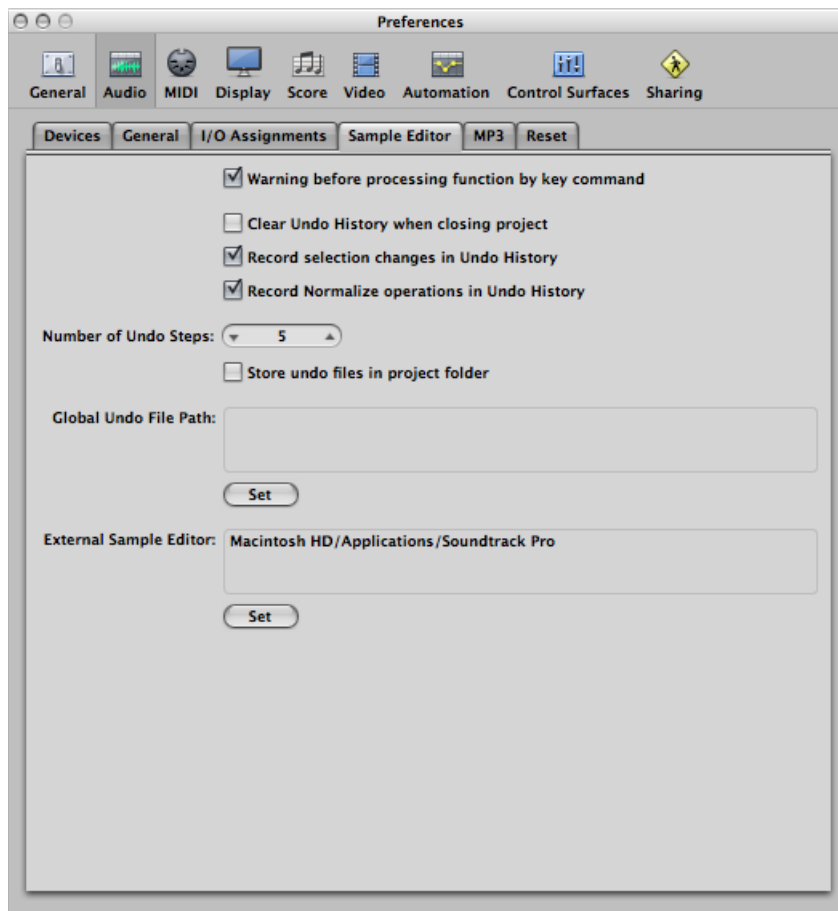 Preferences
General Audio MIDI Display Score Video Automation Control Surfaces Sharing
Devices General I/O Assignments Sample Editor MP3 Reset
Warning before processing function by key command
Clear Undo History when closing project
Record selection changes in Undo History
Record Normalize operations in Undo History
Number of Undo Steps: 5
Store undo files in project folder
Global Undo File Path:
Set
External Sample Editor: Macintosh HD/Applications/Soundtrack Pro
Set